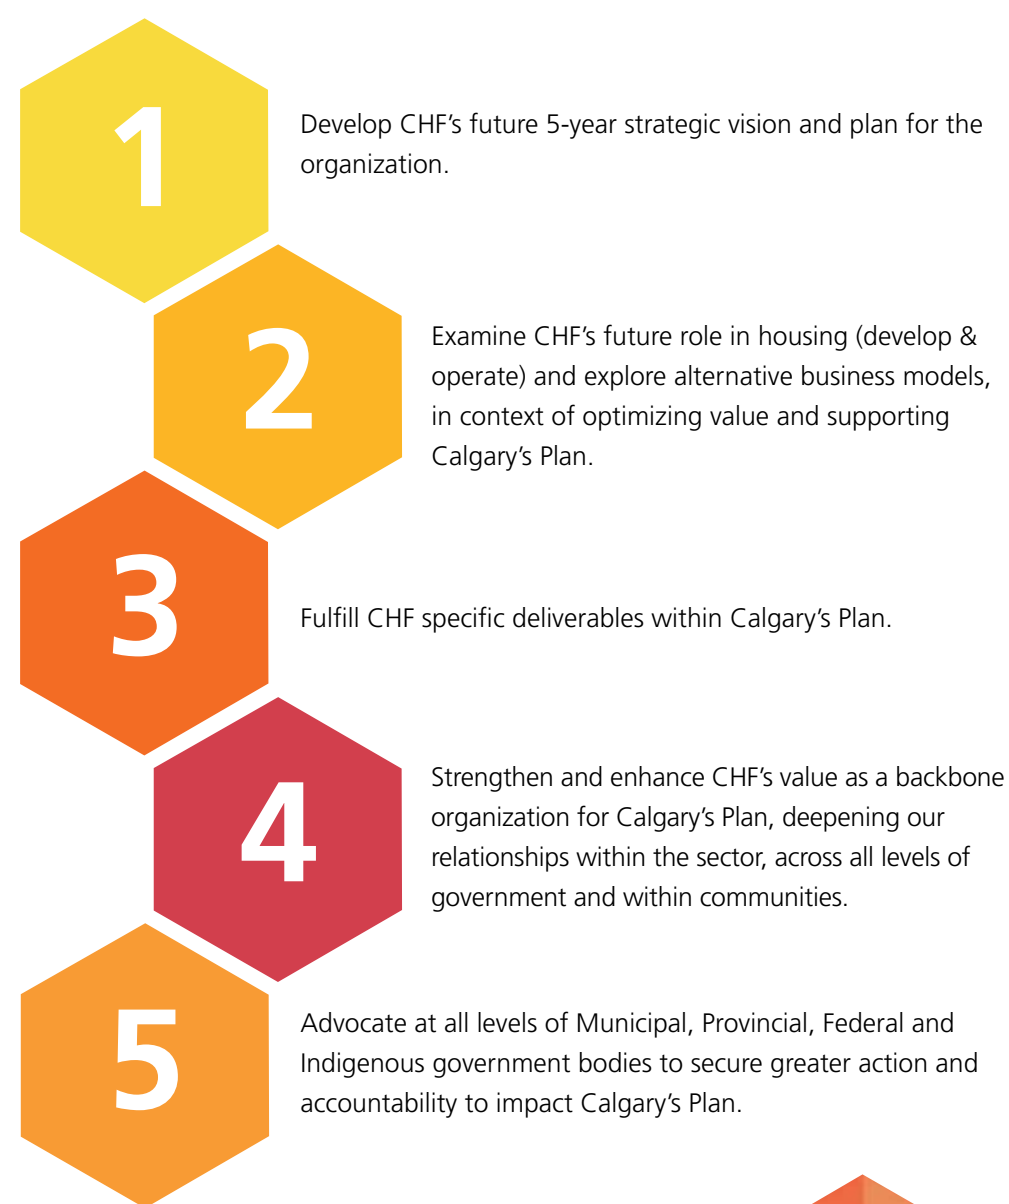 1
Develop CHF’s future 5-year strategic vision and plan for the
organization.
2
Examine CHF’s future role in housing (develop &
operate) and explore alternative business models,
in context of optimizing value and supporting
Calgary’s Plan.
3
Fulfill CHF specific deliverables within Calgary’s Plan.
4
Strengthen and enhance CHF’s value as a backbone
organization for Calgary’s Plan, deepening our
relationships within the sector, across all levels of
government and within communities.
5
Advocate at all levels of Municipal, Provincial, Federal and
Indigenous government bodies to secure greater action and
accountability to impact Calgary’s Plan.